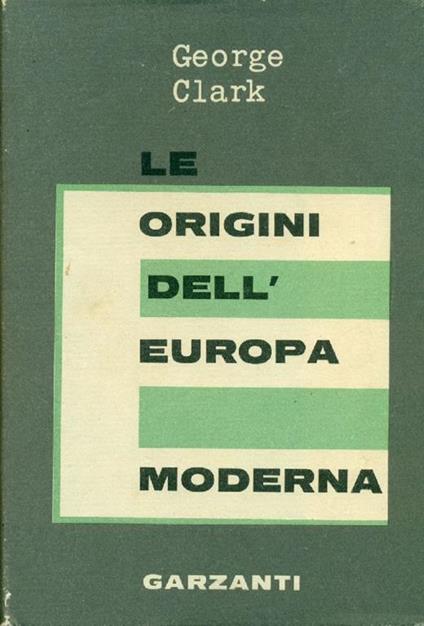 George
Clark
LE
ORIGINI
DELL'
EUROPA
MODERNA
GARZANTI